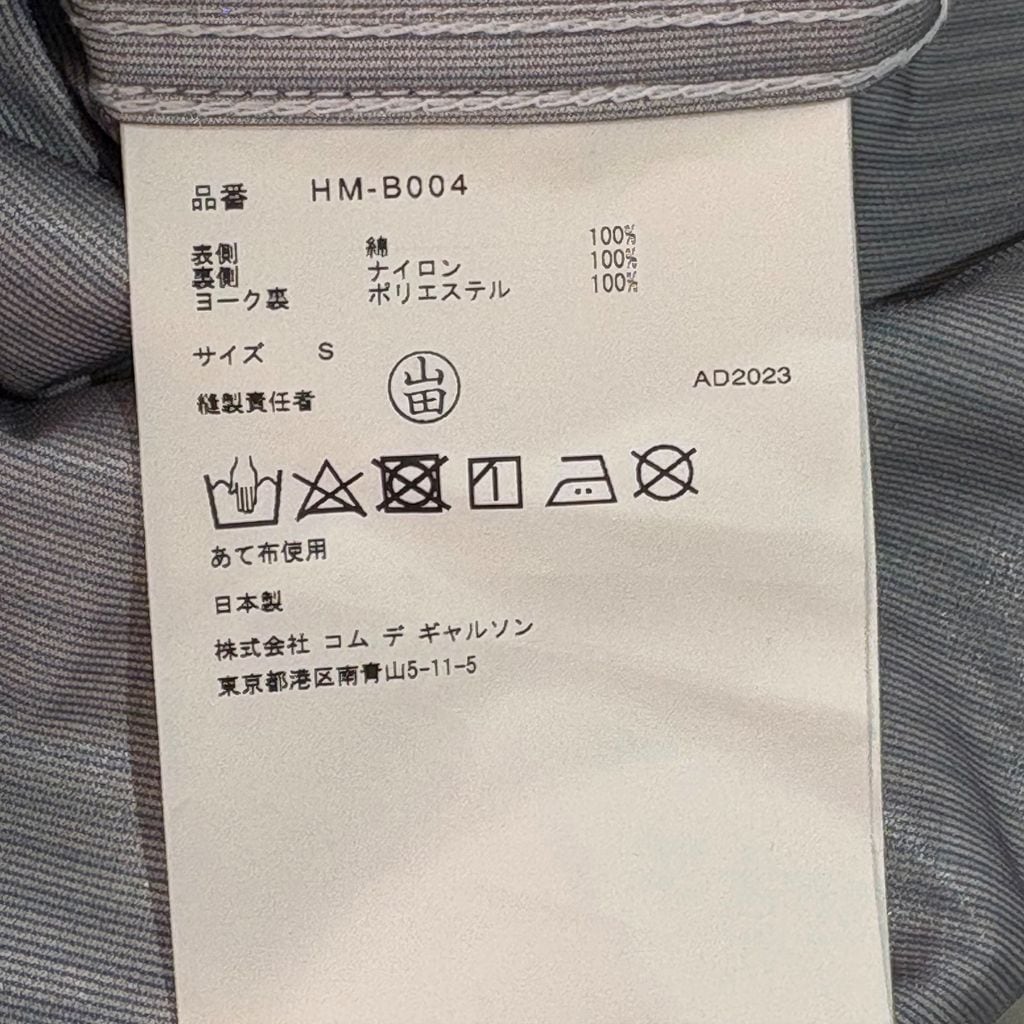 品番 HM-B004
表側 綿 100%
裏側 ナイロン 100%
ヨーク裏 ポリエステル 100%
サイズ S
縫製責任者 山田 AD2023
あて布使用
日本製
株式会社 コム デ ギャルソン
東京都港区南青山5-11-5